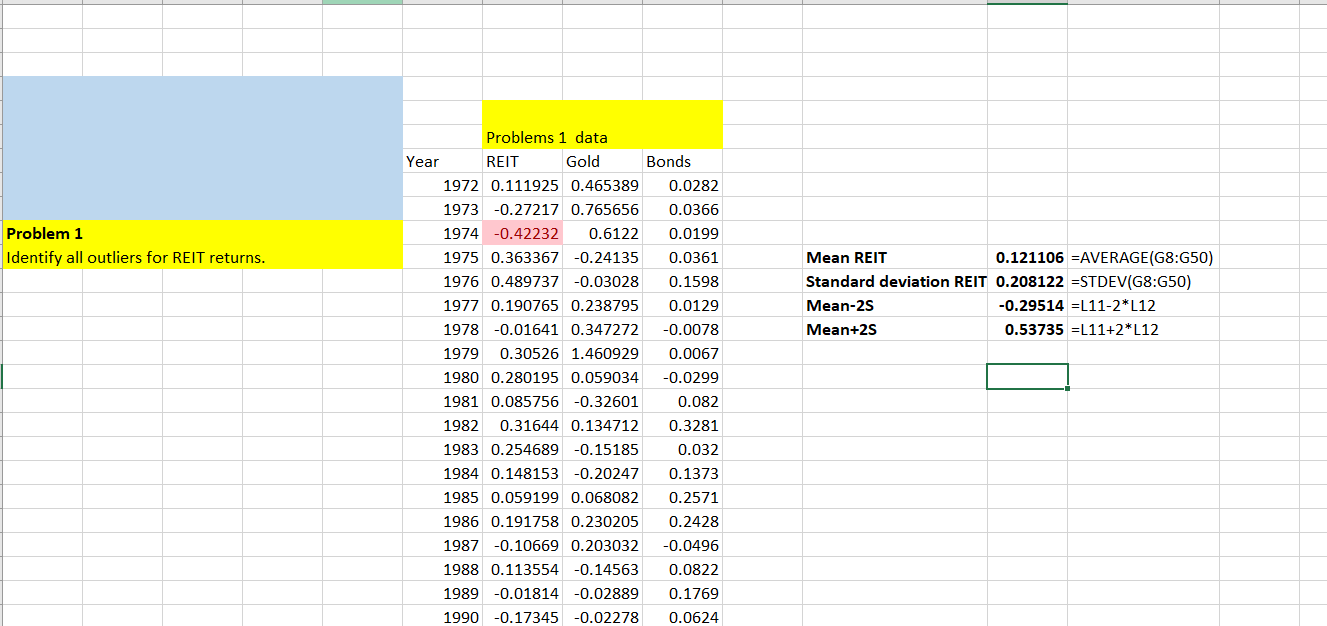 Problems 1 data
Year REIT Gold Bonds
1972 0.111925 0.465389 0.0282
1973 -0.27217 0.765656 0.0366
Problem 1 1974 -0.42232 0.6122 0.0199
Identify all outliers for REIT returns. 1975 0.363367 -0.24135 0.0361 Mean REIT 0.121106 =AVERAGE(G8:G50)
1976 0.489737 -0.03028 0.1598 Standard deviation REIT 0.208122 =STDEV(G8:G50)
1977 0.190765 0.238795 0.0129 Mean-2S -0.29514 =L11-2*L12
1978 -0.01641 0.347272 -0.0078 Mean+2S 0.53735 =L11+2*L12
1979 0.30526 1.460929 0.0067
1980 0.280195 0.059034 -0.0299
1981 0.085756 -0.32601 0.082
1982 0.31644 0.134712 0.3281
1983 0.254689 -0.15185 0.032
1984 0.148153 -0.20247 0.1373
1985 0.059199 0.068082 0.2571
1986 0.191758 0.230205 0.2428
1987 -0.10669 0.203032 -0.0496
1988 0.113554 -0.14563 0.0822
1989 -0.01814 -0.02889 0.1769
1990 -0.17345 -0.02278 0.0624